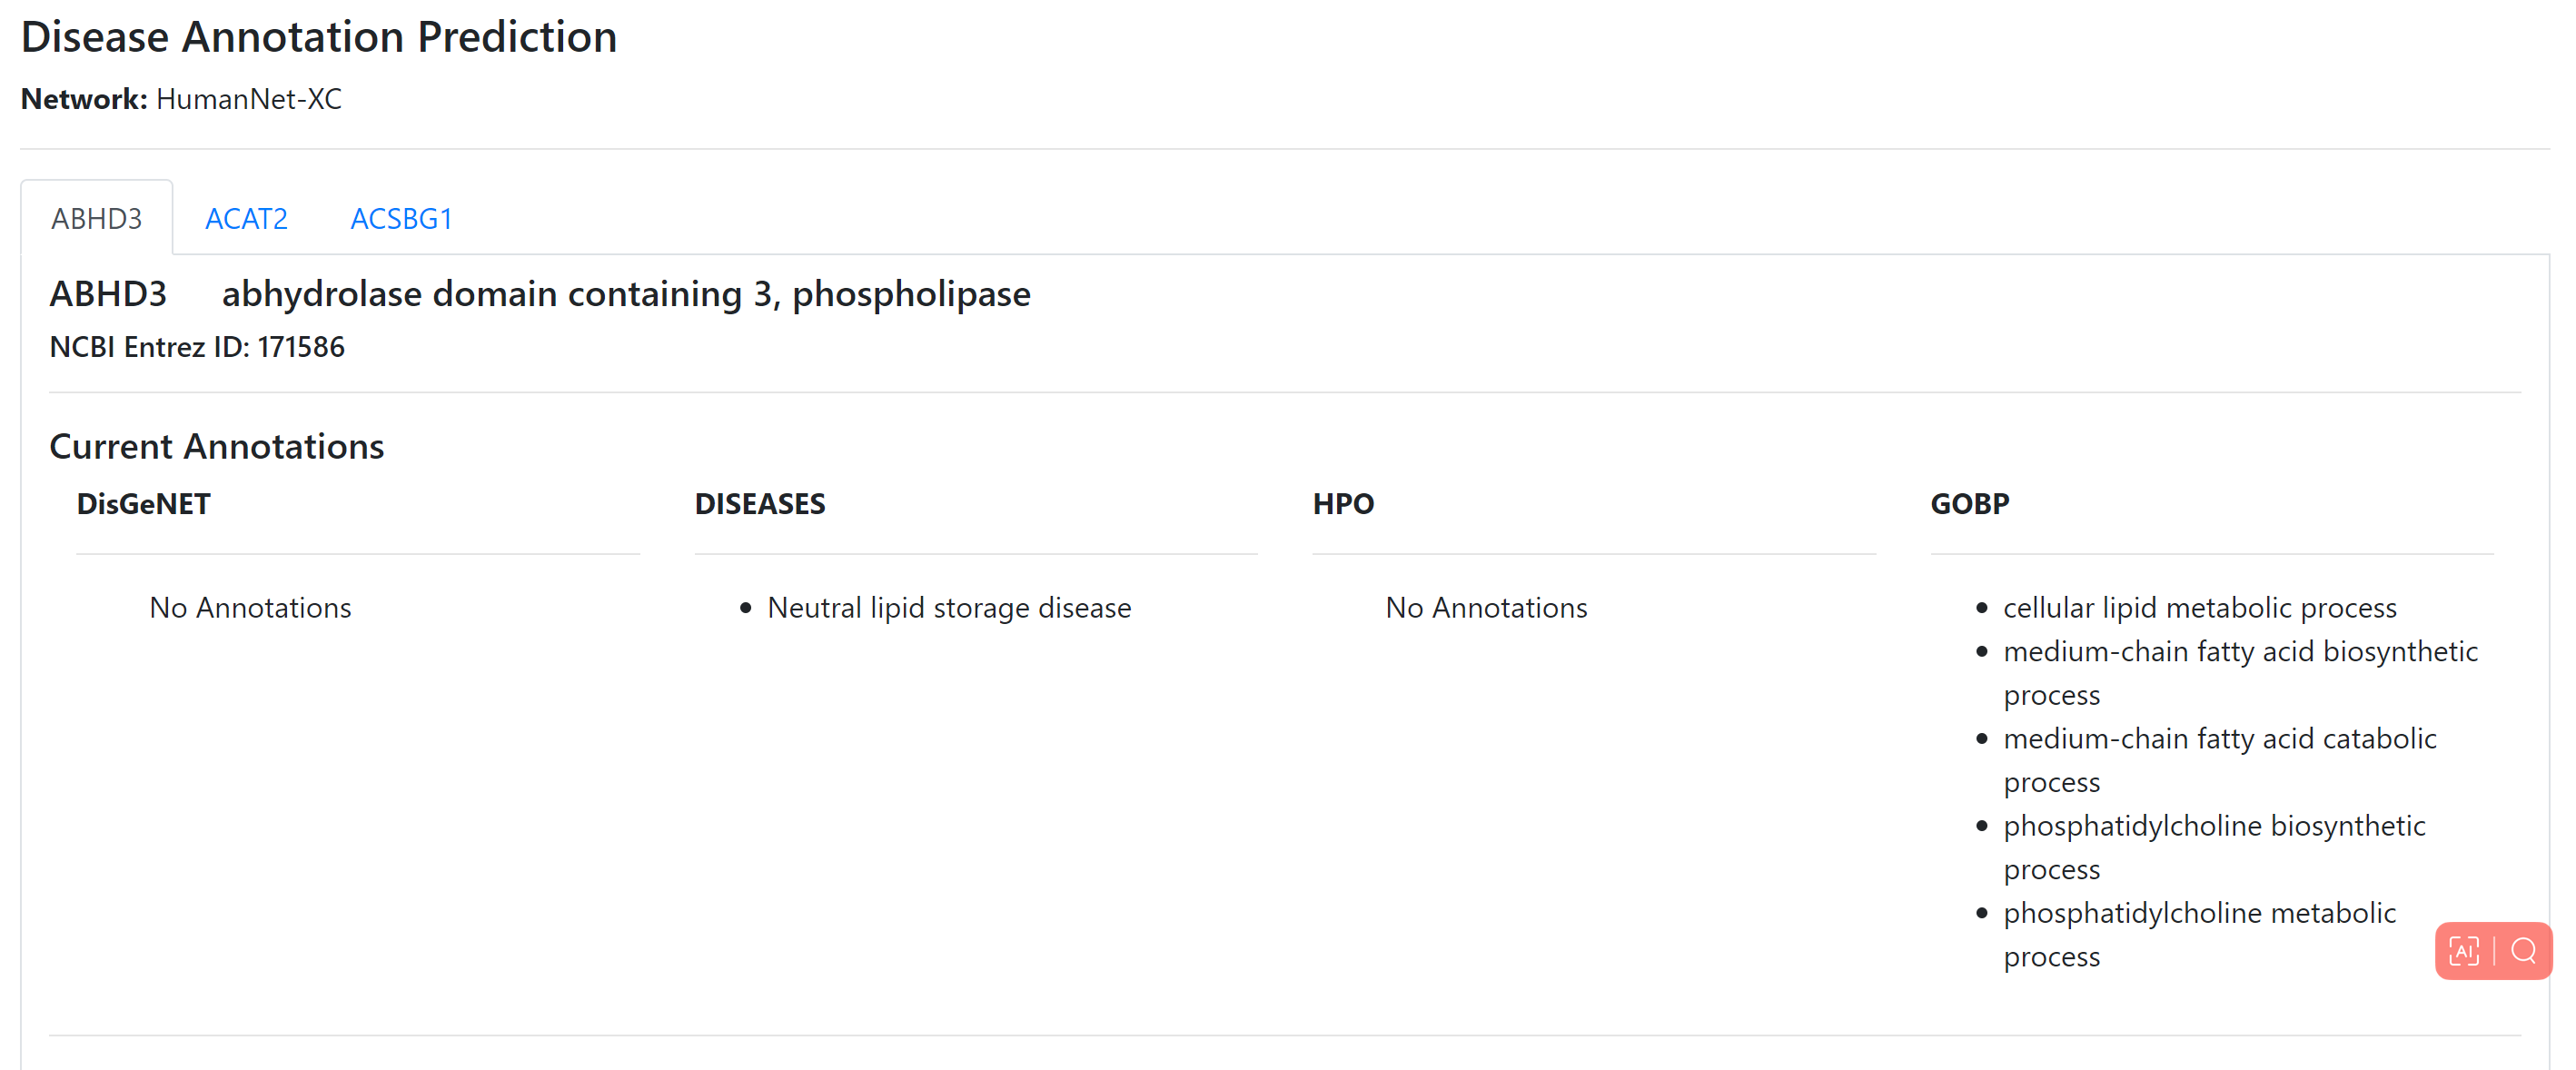 Disease Annotation Prediction
Network: HumanNet-XC
ABHD3 ACAT2 ACSBG1
ABHD3 abhydrolase domain containing 3, phospholipase
NCBI Entrez ID: 171586
Current Annotations
DisGeNET
No Annotations
DISEASES
• Neutral lipid storage disease
HPO
No Annotations
GOBP
• cellular lipid metabolic process
• medium-chain fatty acid biosynthetic
process
• medium-chain fatty acid catabolic
process
• phosphatidylcholine biosynthetic
process
• phosphatidylcholine metabolic
process
AI